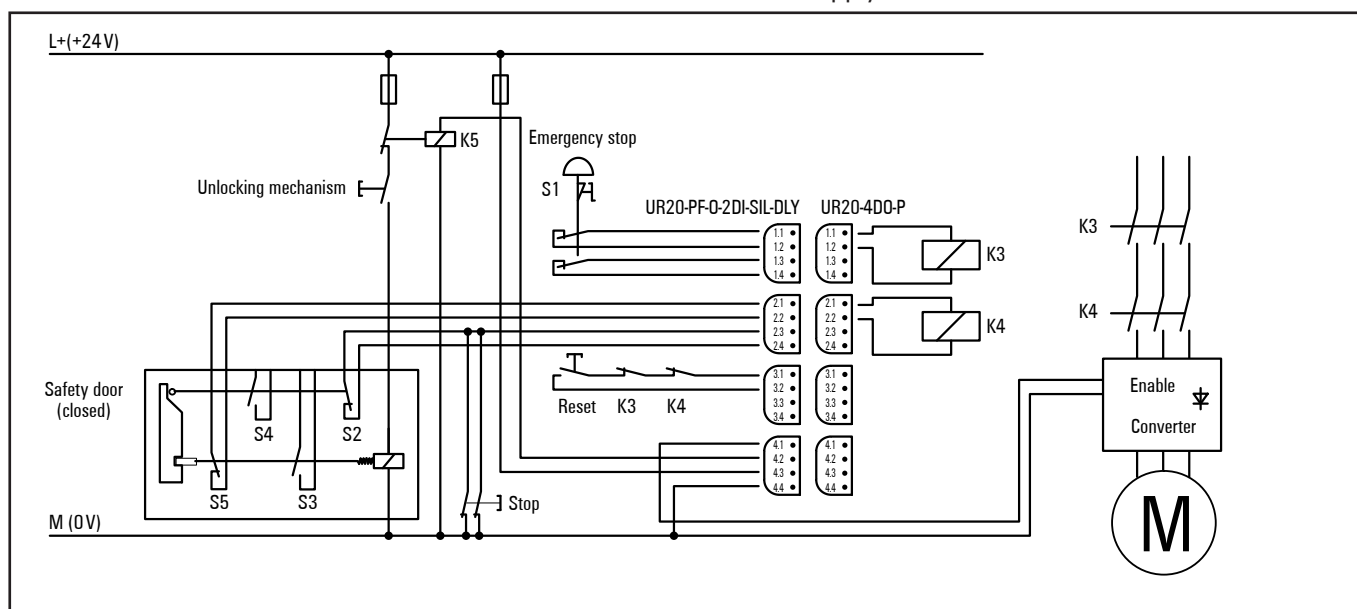 L+(+24 V)
K5
Emergency stop
Unlocking mechanism
S1
UR20-PF-O-2DI-SIL-DLY
UR20-4DO-P
1.1
1.2
1.3
1.4
1.1
1.2
1.3
1.4
K3
K3
2.1
2.2
2.3
2.4
2.1
2.2
2.3
2.4
K4
K4
Safety door
(closed)
S4
S2
S5
S3
Reset
K3
K4
3.1
3.2
3.3
3.4
3.1
3.2
3.3
3.4
Enable
Converter
4.1
4.2
4.3
4.4
4.1
4.2
4.3
4.4
Stop
M (0 V)
M